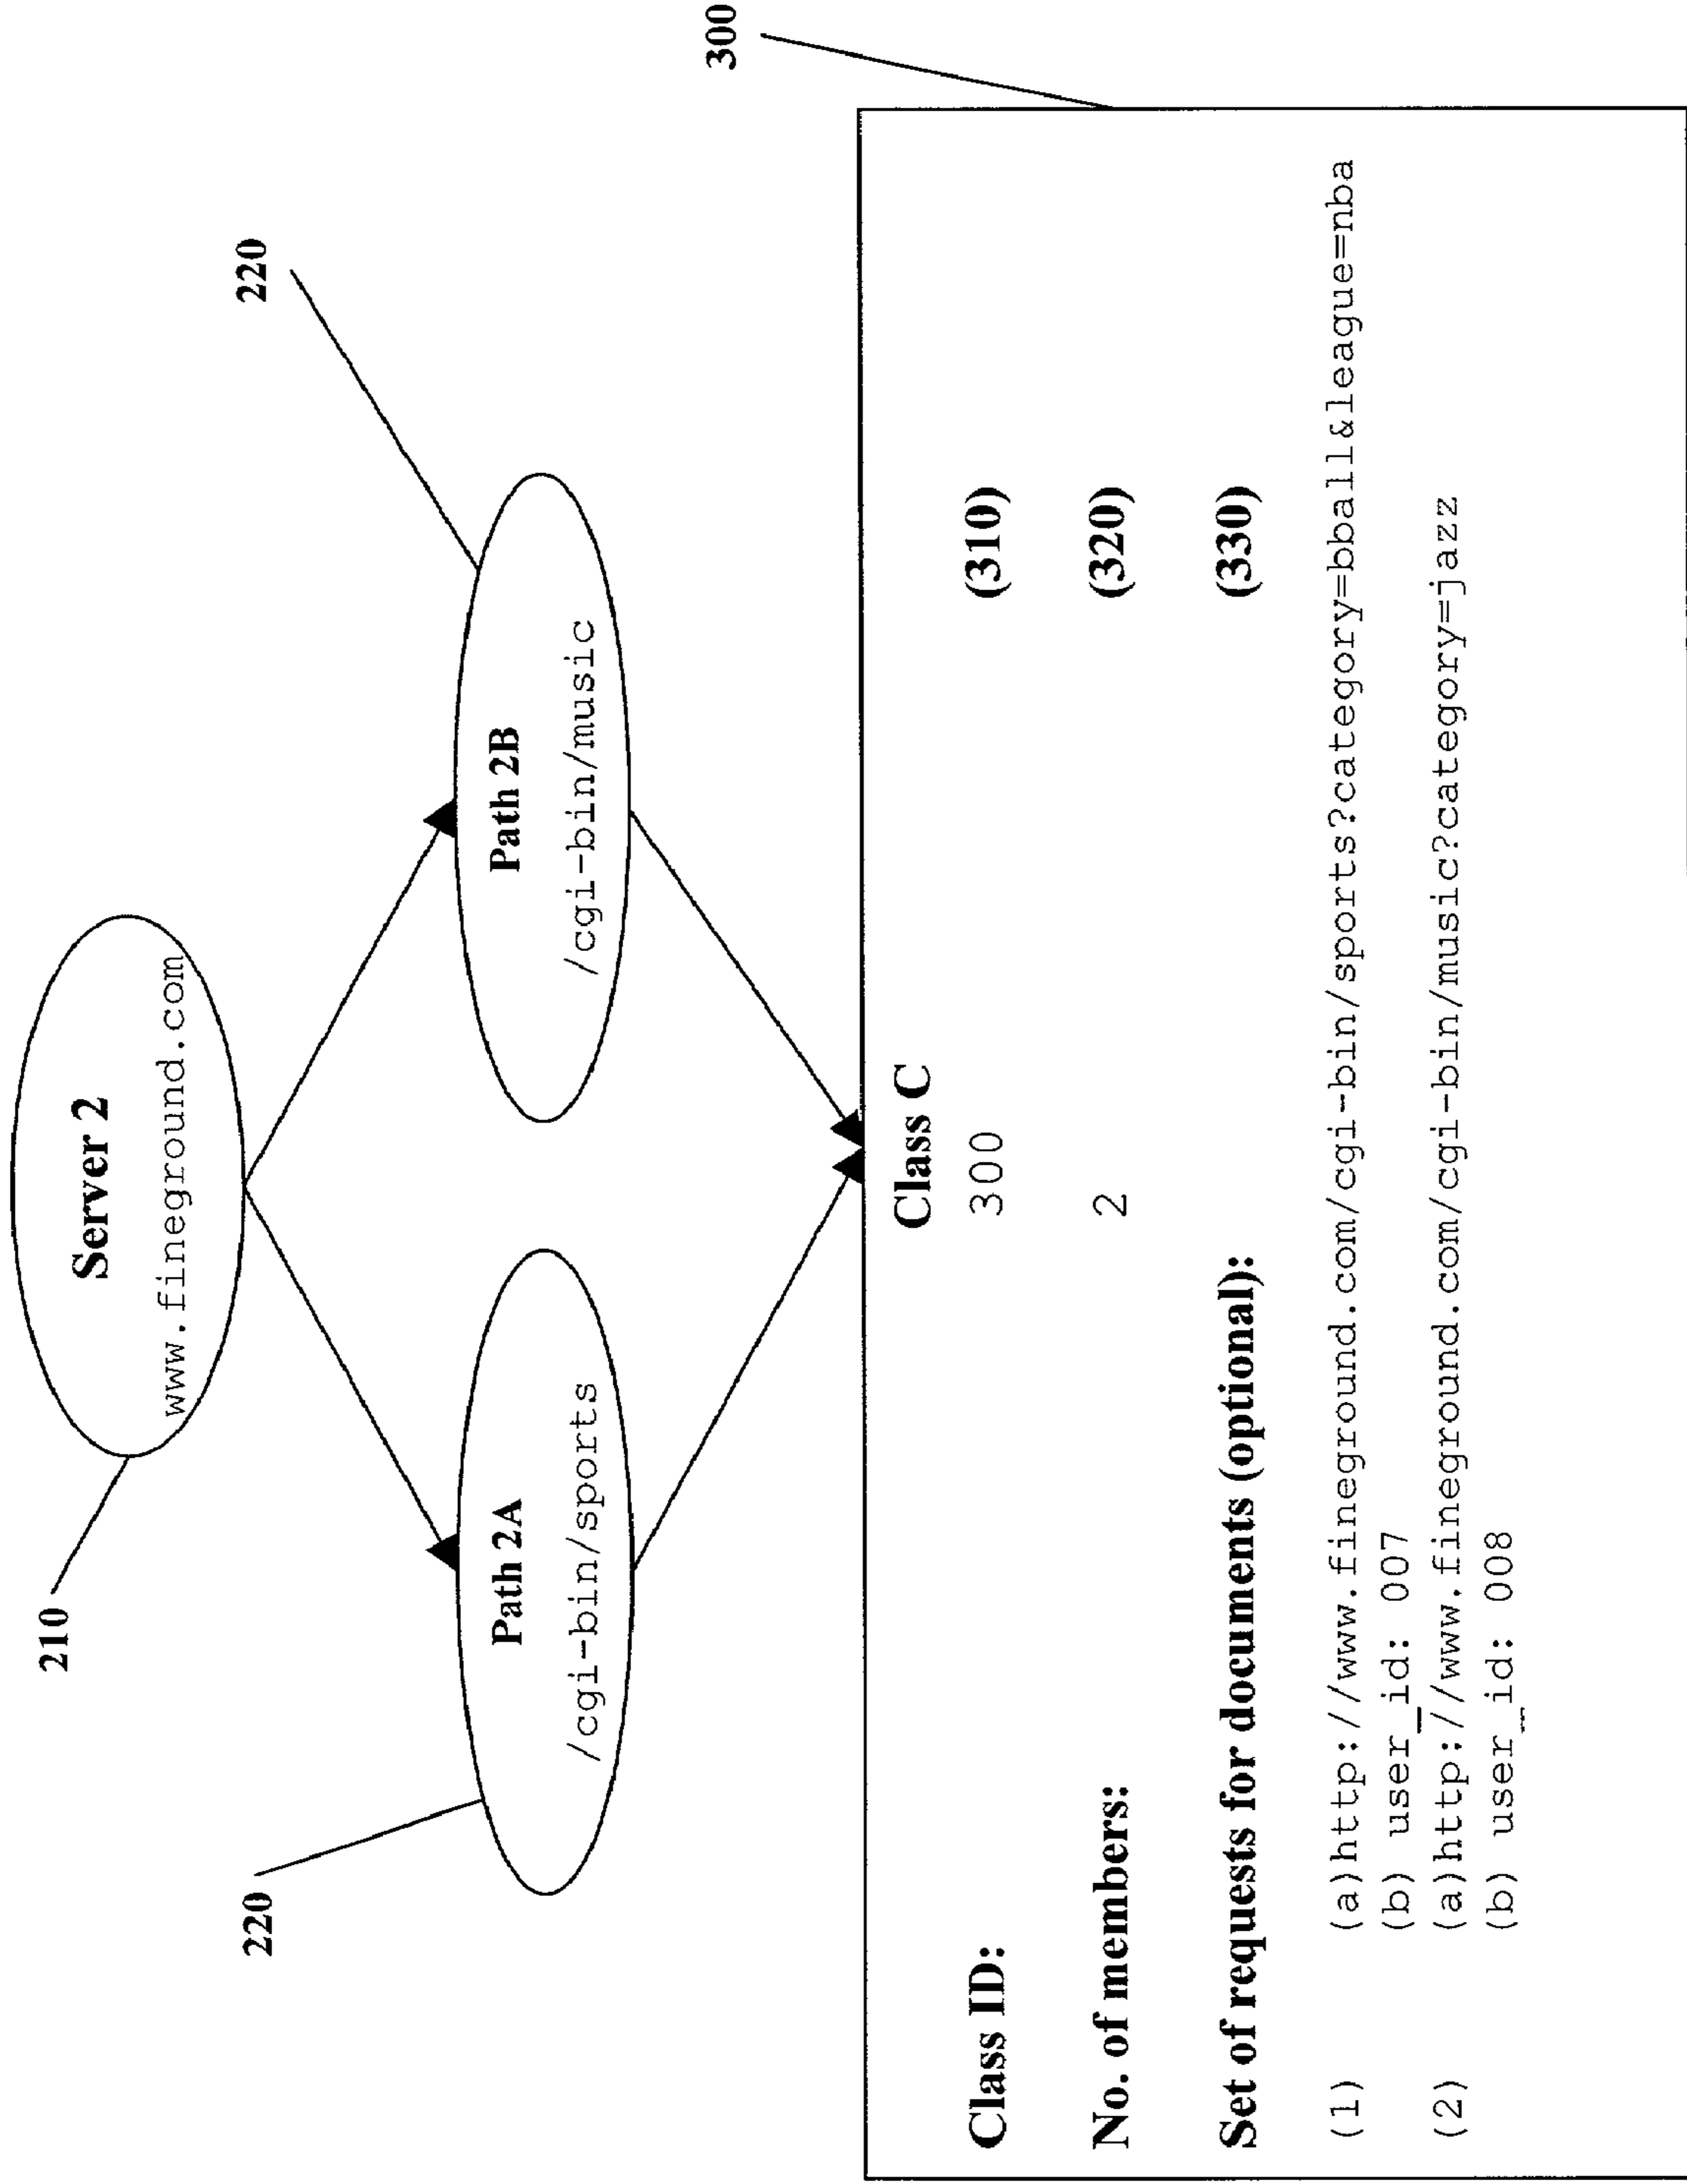 210
Server 2
www.fineground.com
220
220
Path 2A
/cgi-bin/sports
Path 2B
/cgi-bin/music
300
Class C
Class ID: 300 (310)
No. of members: 2 (320)
Set of requests for documents (optional): (330)
(1) (a)http://www.fineground.com/cgi-bin/sports?category=bball&league=nba
(b) user_id: 007
(2) (a)http://www.fineground.com/cgi-bin/music?category=jazz
(b) user_id: 008